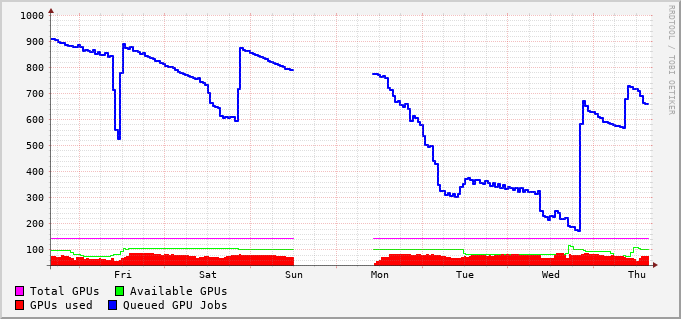 1000
900
800
700
600
500
400
300
200
100
Fri Sat Sun Mon Tue Wed Thu
Total GPUs Available GPUs
GPUs used Queued GPU Jobs
RRDTOOL / TOBI OETIKER